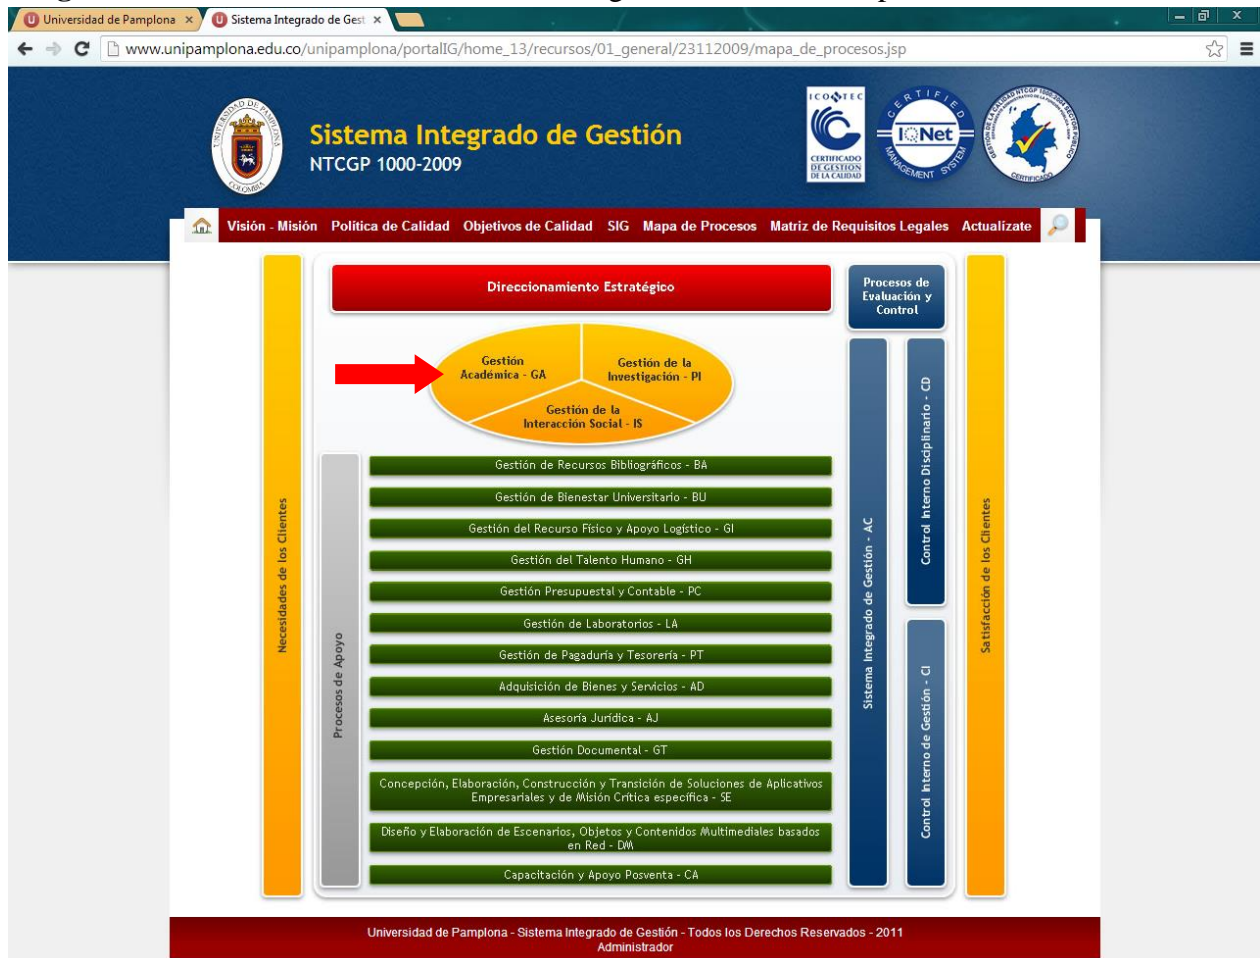 Universidad de Pamplona
Sistema Integrado de Gest
www.unipamplona.edu.co/unipamplona/portalIG/home_13/recursos/01_general/23112009/mapa_de_procesos.jsp
UNIVERSIDAD DE PAMPLONA
COLOMBIA
Sistema Integrado de Gestión
NTCGP 1000-2009
ICONTEC
CERTIFICADO
DE GESTION
DE LA CALIDAD
CERTIFIED
IQNet
MANAGEMENT SYSTEM
CERTIFICADO
Visión - Misión Política de Calidad Objetivos de Calidad SIG Mapa de Procesos Matriz de Requisitos Legales Actualízate
Necesidades de los Clientes
Direccionamiento Estratégico
Procesos de
Evaluación y
Control
Gestión
Académica - GA
Gestión de la
Investigación - PI
Gestión de la
Interacción Social - IS
Procesos de Apoyo
Gestión de Recursos Bibliográficos - BA
Gestión de Bienestar Universitario - BU
Gestión del Recurso Físico y Apoyo Logístico - GI
Gestión del Talento Humano - GH
Gestión Presupuestal y Contable - PC
Gestión de Laboratorios - LA
Gestión de Pagaduría y Tesorería - PT
Adquisición de Bienes y Servicios - AD
Asesoría Jurídica - AJ
Gestión Documental - GT
Concepción, Elaboración, Construcción y Transición de Soluciones de Aplicativos
Empresariales y de Misión Crítica específica - SE
Diseño y Elaboración de Escenarios, Objetos y Contenidos Multimediales basados
en Red - DM
Capacitación y Apoyo Posventa - CA
Sistema Integrado de Gestión - AC
Control Interno Disciplinario - CD
Control Interno de Gestión - CI
Satisfacción de los Clientes
Universidad de Pamplona - Sistema Integrado de Gestión - Todos los Derechos Reservados - 2011
Administrador